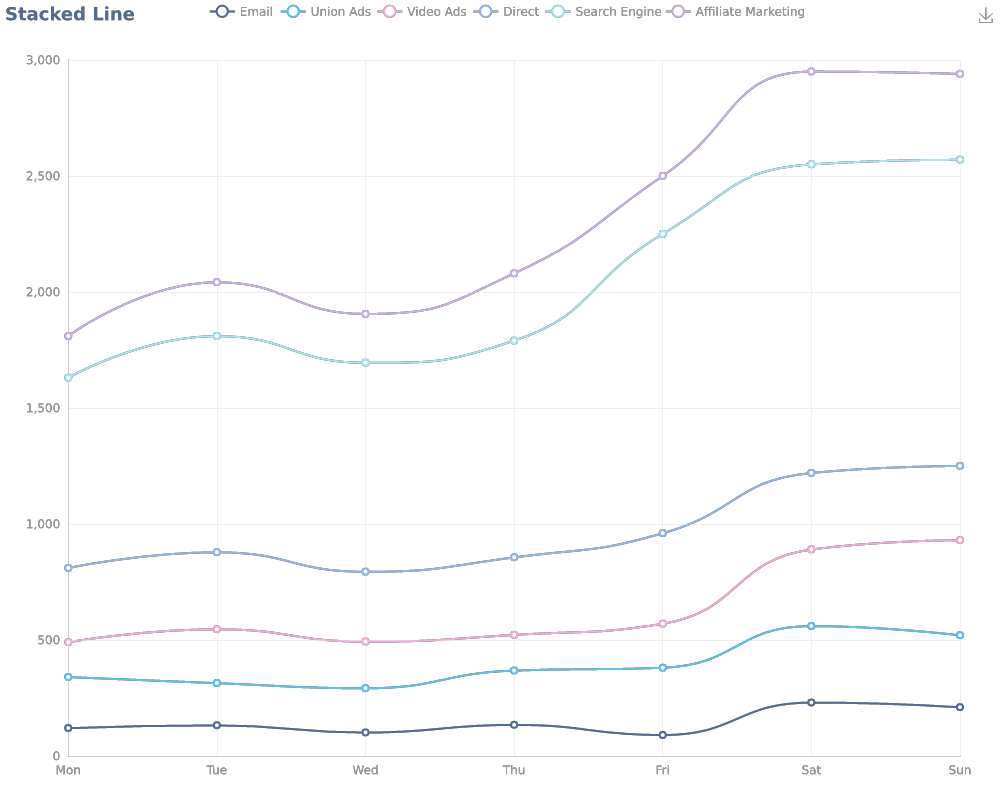 Stacked Line
Email Union Ads Video Ads Direct Search Engine Affiliate Marketing
3,000
2,500
2,000
1,500
1,000
500
0
Mon Tue Wed Thu Fri Sat Sun